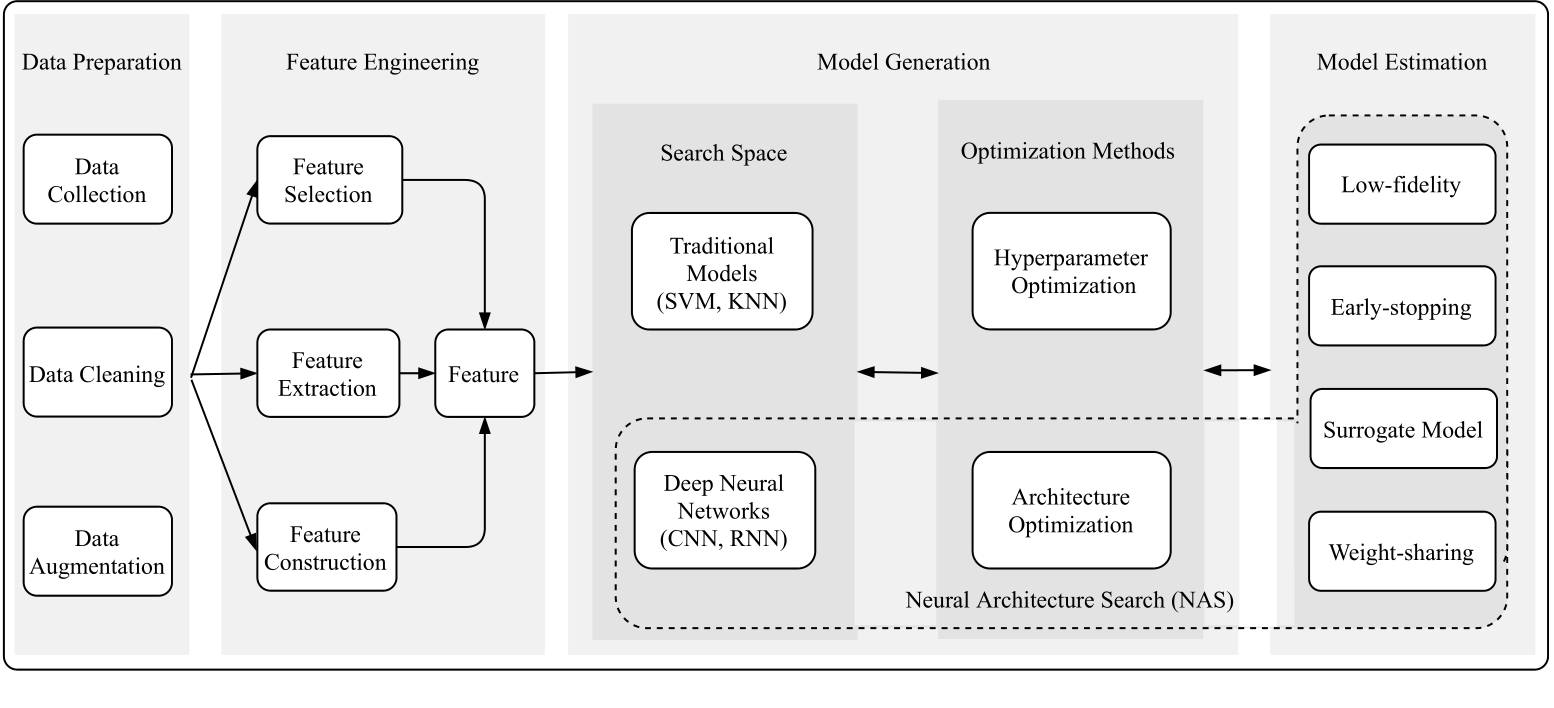 Data Preparation
Data
Collection
Data Cleaning
Data
Augmentation
Feature Engineering
Feature
Selection
Feature
Extraction
Feature
Construction
Feature
Model Generation
Search Space
Traditional
Models
(SVM, KNN)
Deep Neural
Networks
(CNN, RNN)
Optimization Methods
Hyperparameter
Optimization
Architecture
Optimization
Neural Architecture Search (NAS)
Model Estimation
Low-fidelity
Early-stopping
Surrogate Model
Weight-sharing